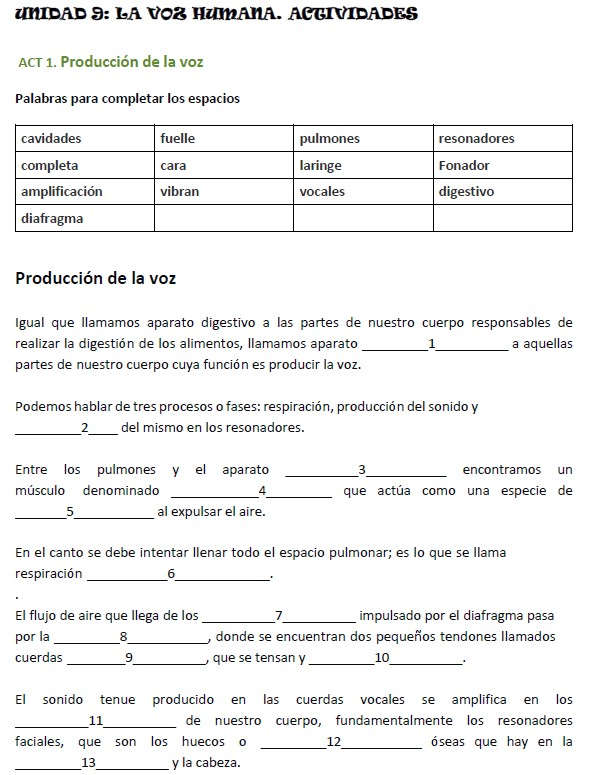 UNIDAD 9: LA VOZ HUMANA. ACTIVIDADES
ACT 1. Producción de la voz
Palabras para completar los espacios
cavidades fuelle pulmones resonadores
completa cara laringe Fonador
amplificación vibran vocales digestivo
diafragma
Producción de la voz
Igual que llamamos aparato digestivo a las partes de nuestro cuerpo responsables de
realizar la digestión de los alimentos, llamamos aparato _________1__________ a aquellas
partes de nuestro cuerpo cuya función es producir la voz.
Podemos hablar de tres procesos o fases: respiración, producción del sonido y
_________2____ del mismo en los resonadores.
Entre los pulmones y el aparato __________3___________ encontramos un
músculo denominado ____________4_________ que actúa como una especie de
_______5___________ al expulsar el aire.
En el canto se debe intentar llenar todo el espacio pulmonar; es lo que se llama
respiración ___________6_____________.
.
El flujo de aire que llega de los __________7__________ impulsado por el diafragma pasa
por la _________8___________, donde se encuentran dos pequeños tendones llamados
cuerdas ________9__________, que se tensan y _________10__________.
El sonido tenue producido en las cuerdas vocales se amplifica en los
__________11__________ de nuestro cuerpo, fundamentalmente los resonadores
faciales, que son los huecos o _________12___________ óseas que hay en la
_________13__________ y la cabeza.